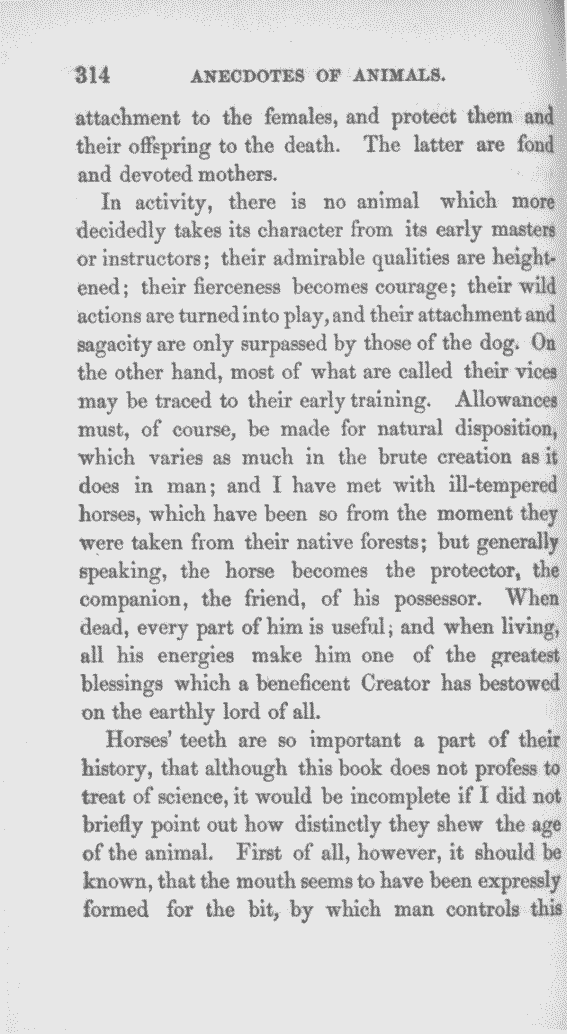 314 ANECDOTES OF ANIMALS.
attachment to the females, and protect them and
their offspring to the death. The latter are fond
and devoted mothers.
In activity, there is no animal which more
decidedly takes its character from its early masters
or instructors; their admirable qualities are height-
ened; their fierceness becomes courage; their wild
actions are turned into play, and their attachment and
sagacity are only surpassed by those of the dog. On
the other hand, most of what are called their vices
may be traced to their early training. Allowances
must, of course, be made for natural disposition,
which varies as much in the brute creation as it
does in man; and I have met with ill-tempered
horses, which have been so from the moment they
were taken from their native forests; but generally
speaking, the horse becomes the protector, the
companion, the friend, of his possessor. When
dead, every part of him is useful; and when living,
all his energies make him one of the greatest
blessings which a beneficent Creator has bestowed
on the earthly lord of all.
Horses' teeth are so important a part of their
history, that although this book does not profess to
treat of science, it would be incomplete if I did not
briefly point out how distinctly they shew the age
of the animal. First of all, however, it should be
known, that the mouth seems to have been expressly
formed for the bit, by which man controls this